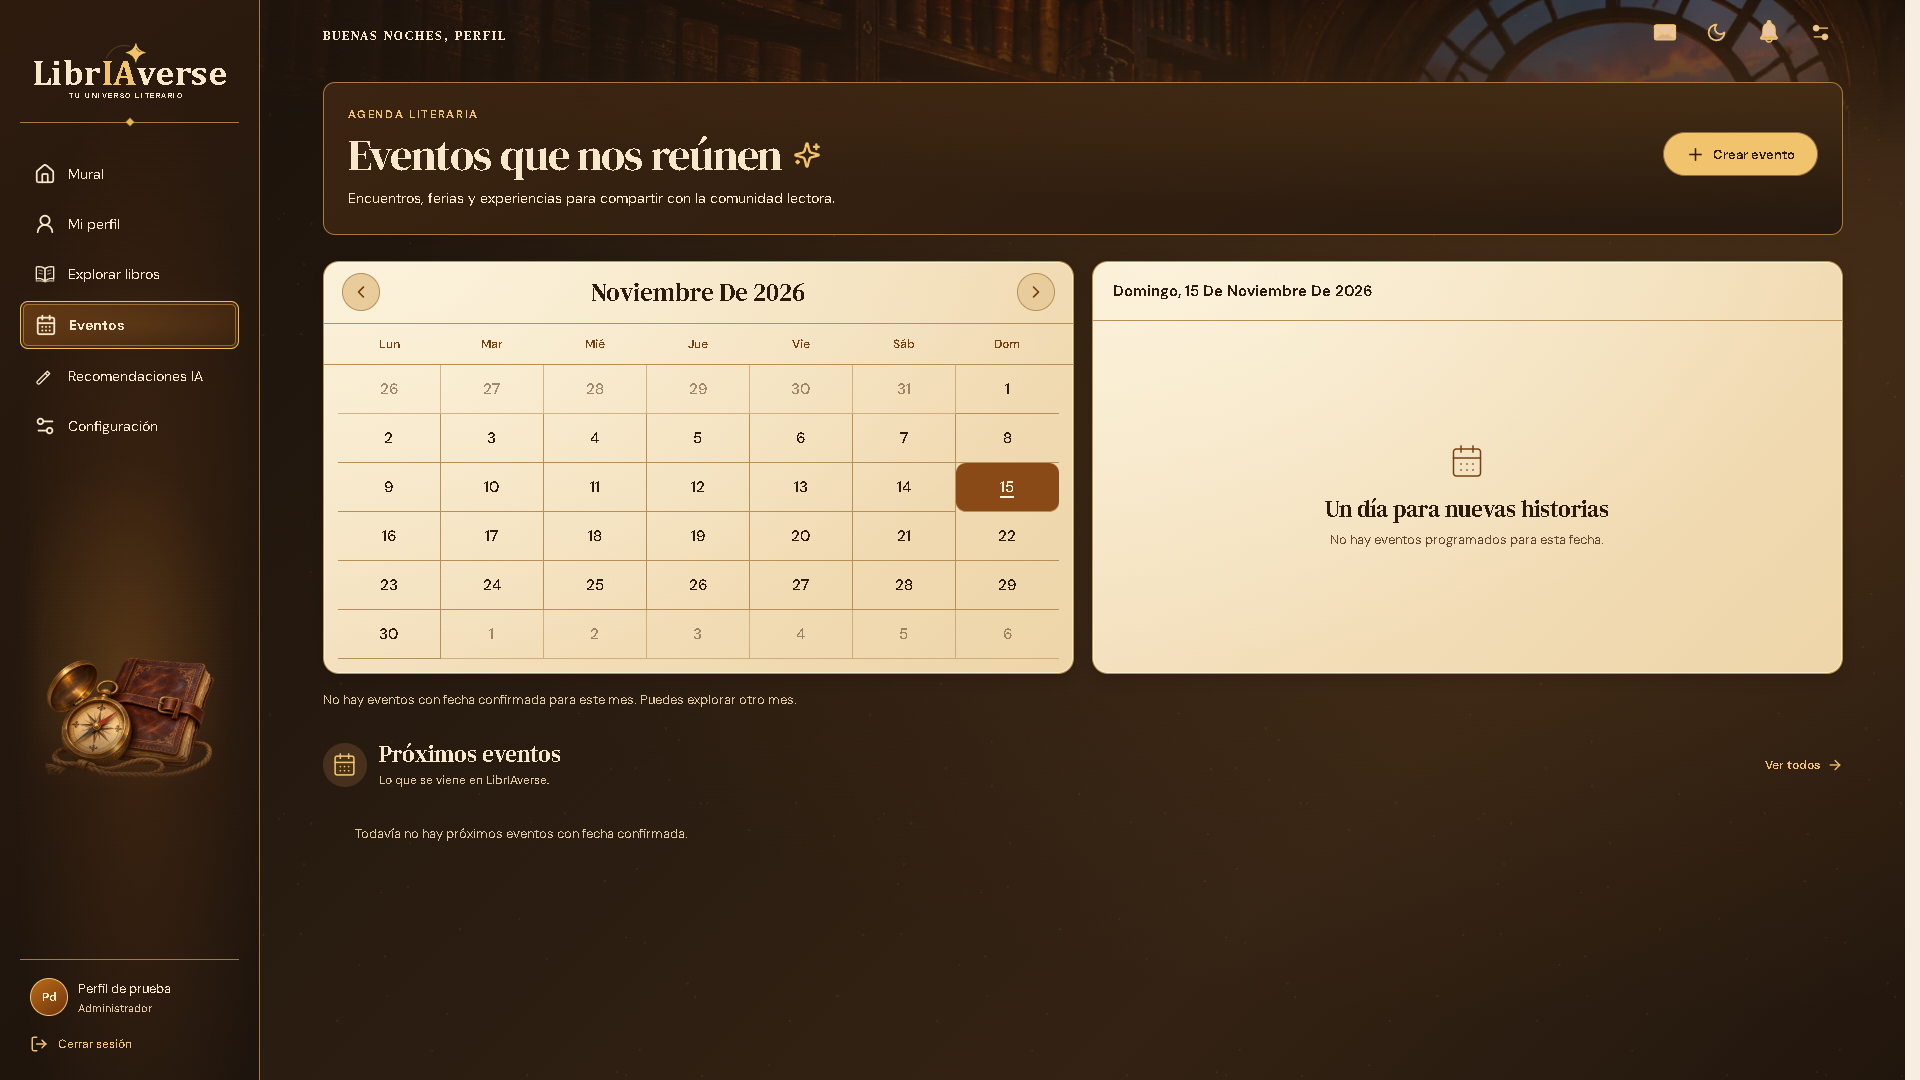 LibrIAverse
TU UNIVERSO LITERARIO
Mural
Mi perfil
Explorar libros
Eventos
Recomendaciones IA
Configuración
Pd
Perfil de prueba
Administrador
Cerrar sesión
BUENAS NOCHES, PERFIL
AGENDA LITERARIA
Eventos que nos reúnen
Encuentros, ferias y experiencias para compartir con la comunidad lectora.
Crear evento
Noviembre De 2026
Lun Mar Mié Jue Vie Sáb Dom
26 27 28 29 30 31 1
2 3 4 5 6 7 8
9 10 11 12 13 14 15
16 17 18 19 20 21 22
23 24 25 26 27 28 29
30 1 2 3 4 5 6
Domingo, 15 De Noviembre De 2026
Un día para nuevas historias
No hay eventos programados para esta fecha.
No hay eventos con fecha confirmada para este mes. Puedes explorar otro mes.
Próximos eventos
Lo que se viene en LibrIAverse.
Ver todos
Todavía no hay próximos eventos con fecha confirmada.